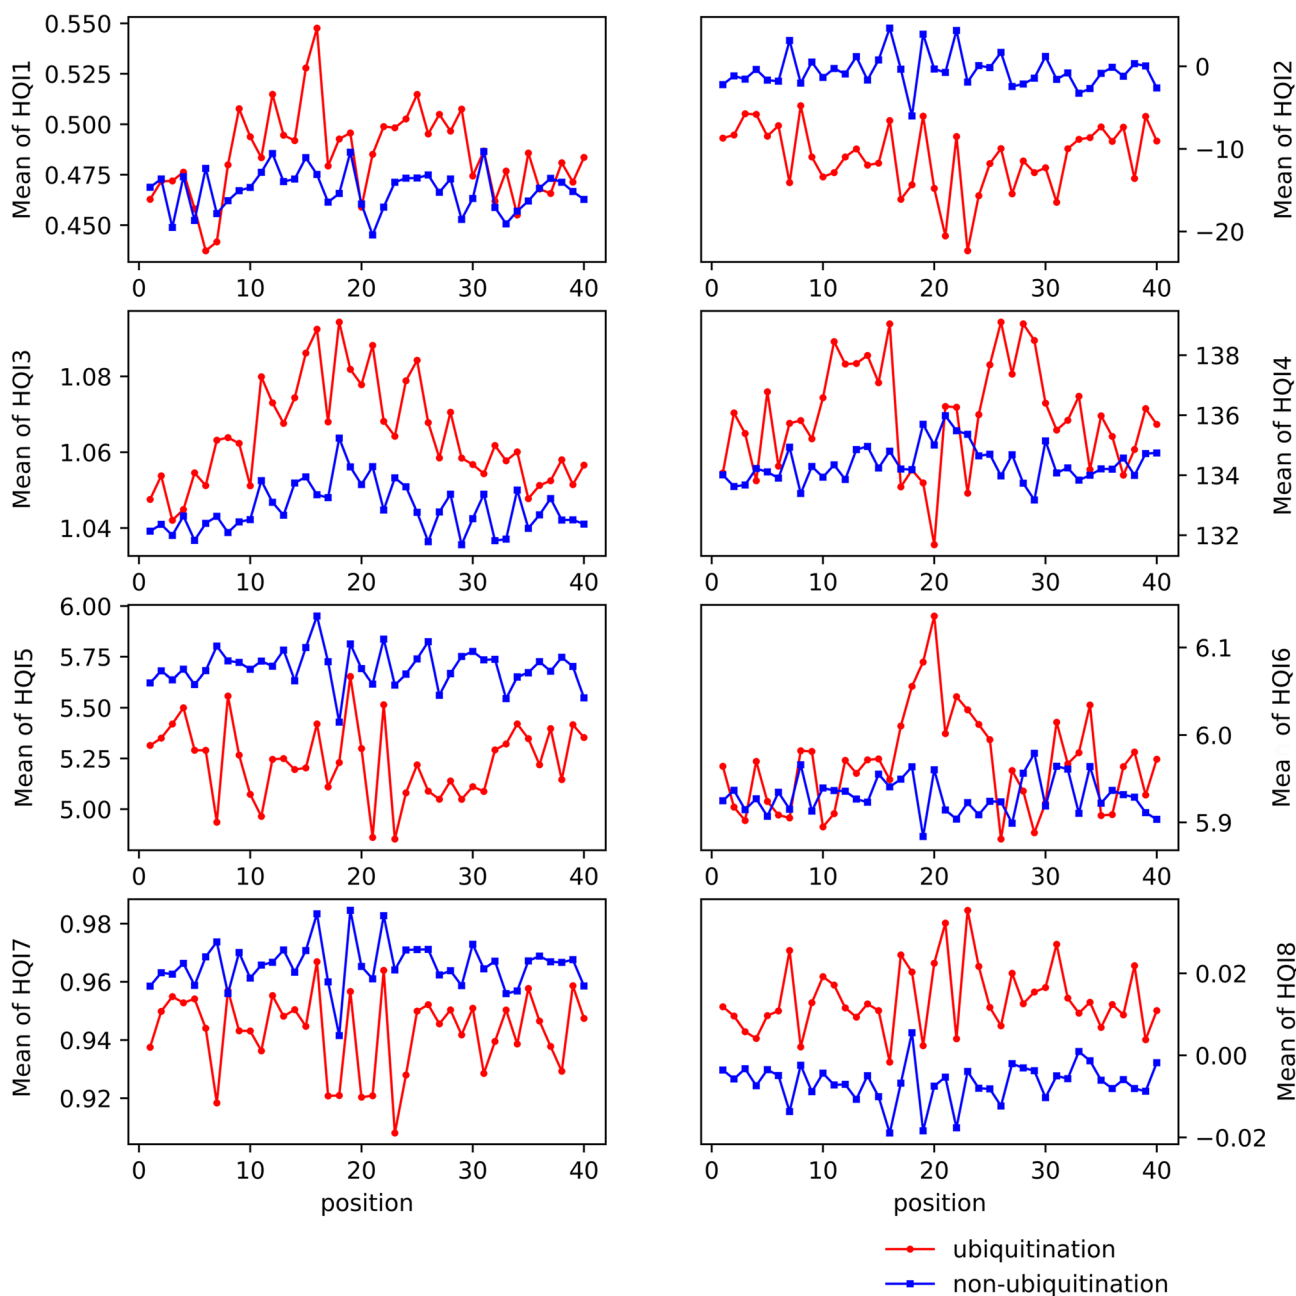 0.550
0.525
0.500
0.475
0.450
Mean of HQI1
0 10 20 30 40
0
−10
−20
Mean of HQI2
0 10 20 30 40
1.08
1.06
1.04
Mean of HQI3
0 10 20 30 40
138
136
134
132
Mean of HQI4
0 10 20 30 40
6.00
5.75
5.50
5.25
5.00
Mean of HQI5
0 10 20 30 40
6.1
6.0
5.9
Mea of HQI6
0 10 20 30 40
0.98
0.96
0.94
0.92
Mean of HQI7
0 10 20 30 40
position
0.02
0.00
−0.02
Mean of HQI8
0 10 20 30 40
position
ubiquitination
non-ubiquitination